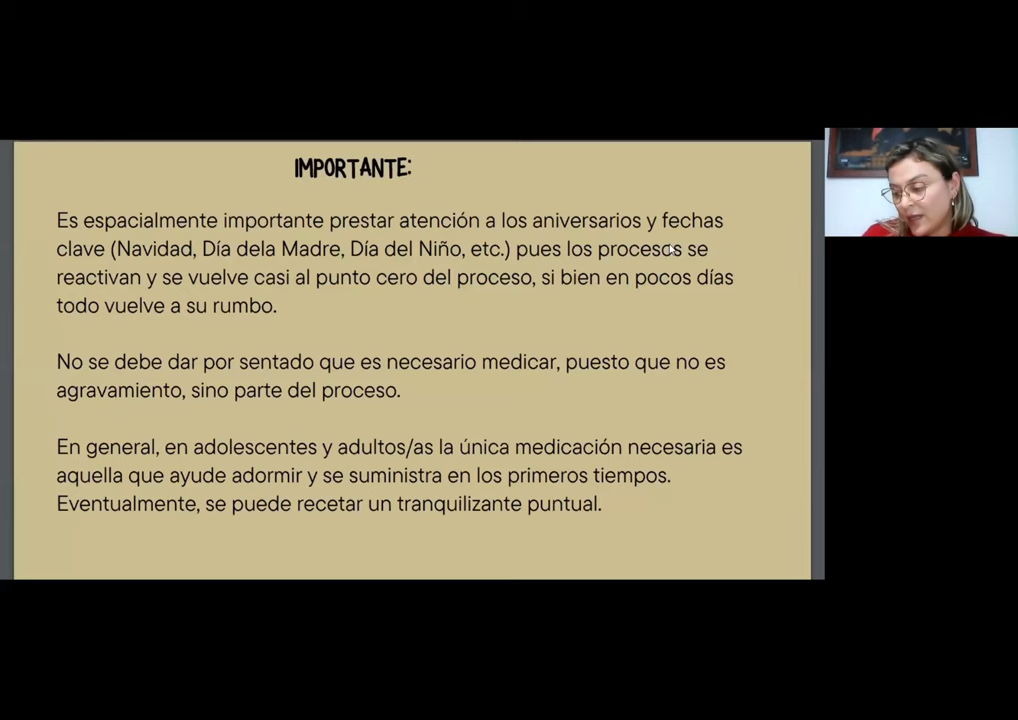 IMPORTANTE:
Es espacialmente importante prestar atención a los aniversarios y fechas
clave (Navidad, Día dela Madre, Día del Niño, etc.) pues los procesos se
reactivan y se vuelve casi al punto cero del proceso, si bien en pocos días
todo vuelve a su rumbo.
No se debe dar por sentado que es necesario medicar, puesto que no es
agravamiento, sino parte del proceso.
En general, en adolescentes y adultos/as la única medicación necesaria es
aquella que ayude adormir y se suministra en los primeros tiempos.
Eventualmente, se puede recetar un tranquilizante puntual.